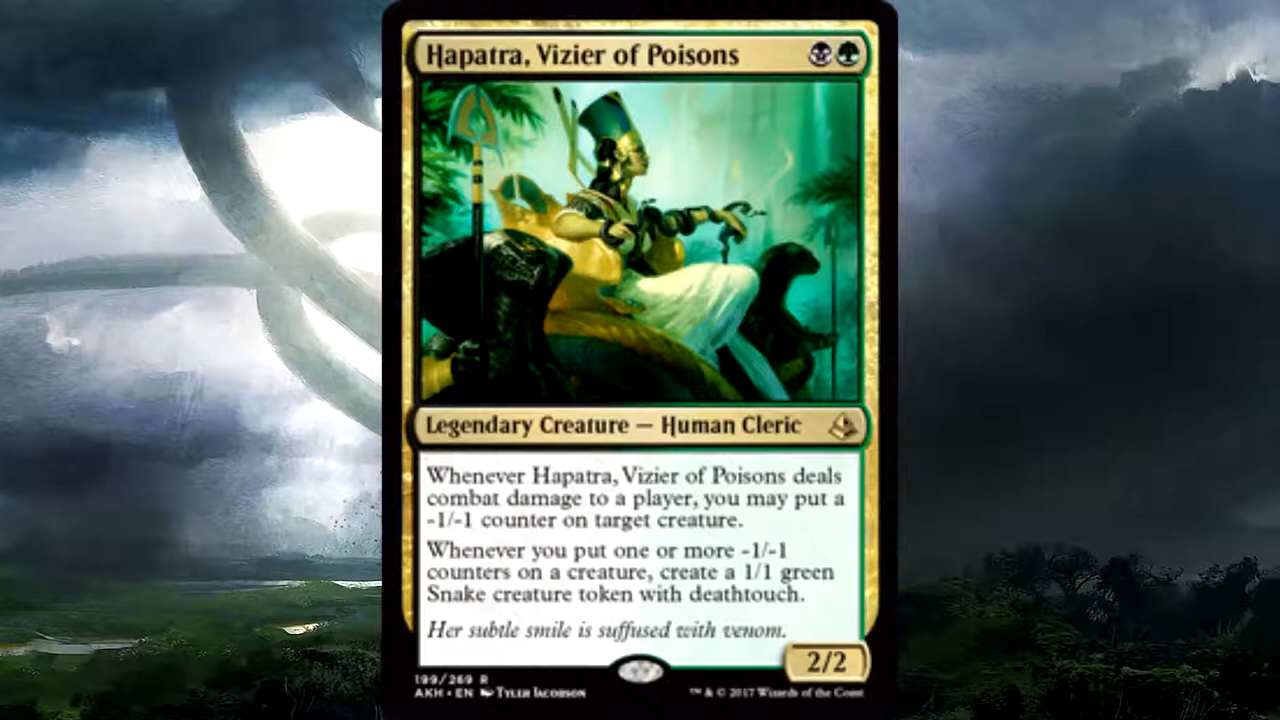 Hapatra, Vizier of Poisons
Legendary Creature — Human Cleric
Whenever Hapatra, Vizier of Poisons deals
combat damage to a player, you may put a
-1/-1 counter on target creature.
Whenever you put one or more -1/-1
counters on a creature, create a 1/1 green
Snake creature token with deathtouch.
Her subtle smile is suffused with venom.
2/2
199/269 R
AKH • EN Tyler Jacobson
™ & © 2017 Wizards of the Coast